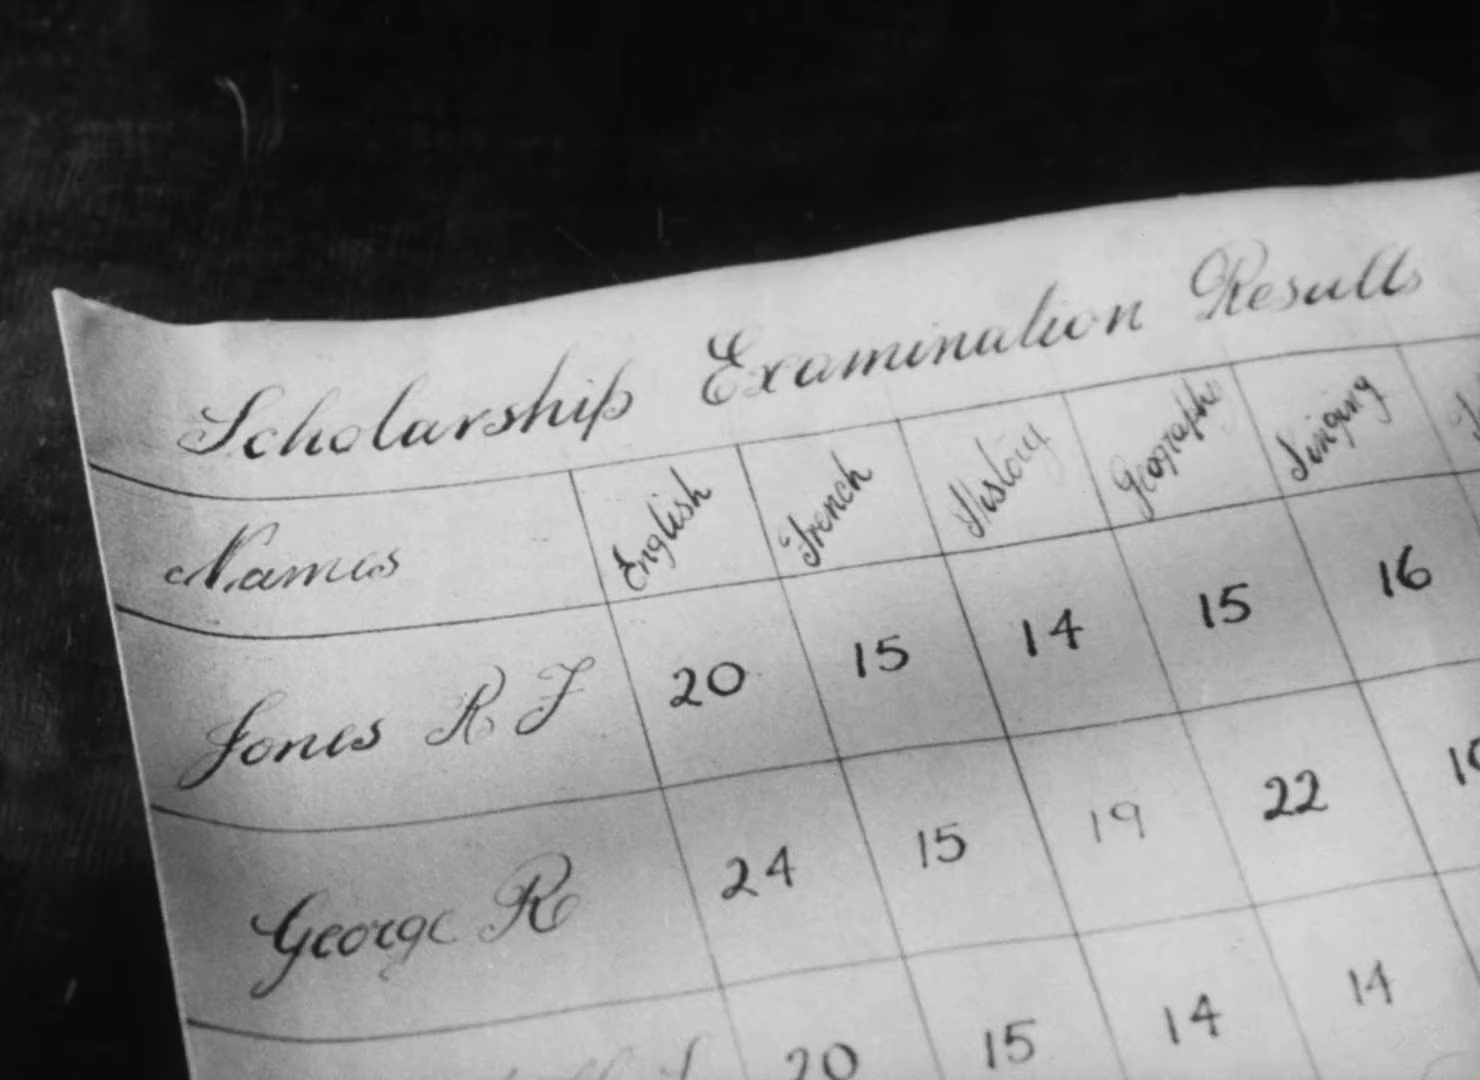 Scholarship Examination Results
Names English French History Geography Singing
Jones R J 20 15 14 15 16
George R 24 15 19 22
20 15 14 14